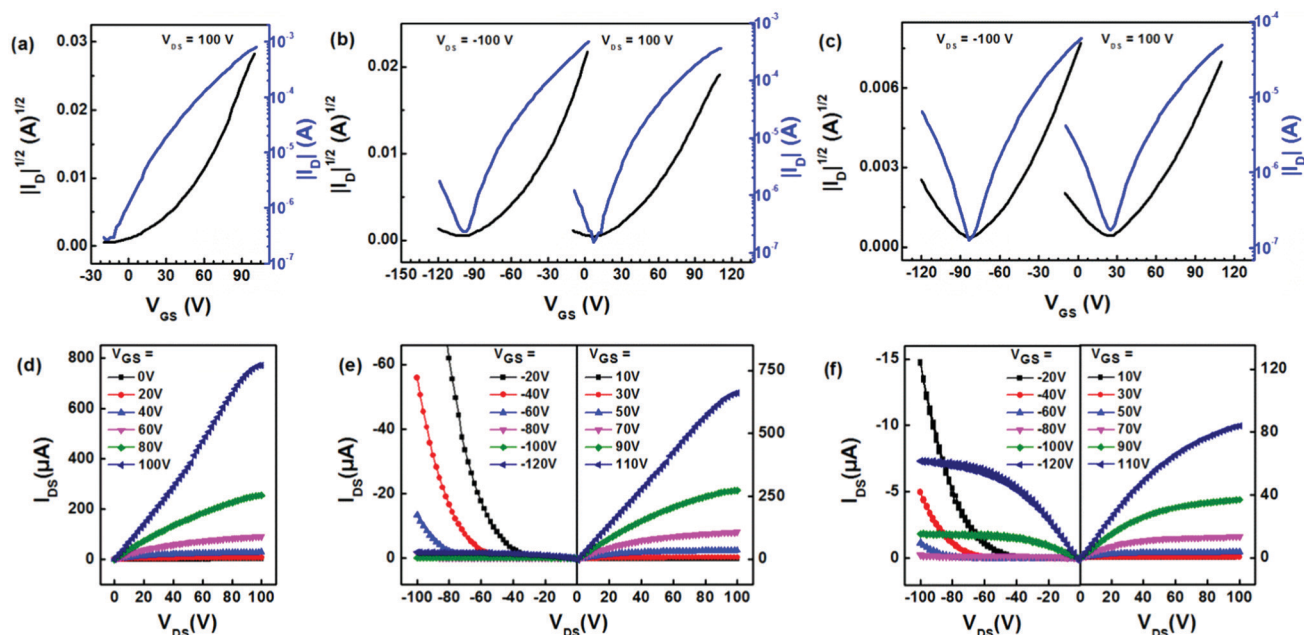 (a)
V_DS = 100 V
0.03
0.02
0.01
0.00
|I_D|^1/2 (A)^1/2
10^-3
10^-4
10^-5
10^-6
10^-7
|I_D| (A)
-30 0 30 60 90
V_GS (V)
(b)
V_DS = -100 V
V_DS = 100 V
0.02
0.01
0.00
|I_D|^1/2 (A)^1/2
10^-3
10^-4
10^-5
10^-6
10^-7
|I_D| (A)
-150 -120 -90 -60 -30 0 30 60 90 120
V_GS (V)
(c)
V_DS = -100 V
V_DS = 100 V
0.006
0.003
0.000
|I_D|^1/2 (A)^1/2
10^-4
10^-5
10^-6
10^-7
|I_D| (A)
-120 -90 -60 -30 0 30 60 90 120
V_GS (V)
(d)
V_GS =
0V
20V
40V
60V
80V
100V
800
600
400
200
0
I_DS(μA)
0 20 40 60 80 100
V_DS(V)
(e)
V_GS =
-20V
-40V
-60V
-80V
-100V
-120V
V_GS =
10V
30V
50V
70V
90V
110V
-60
-40
-20
0
I_DS(μA)
750
500
250
0
-100 -80 -60 -40 -20 0 20 40 60 80 100
V_DS(V)
V_DS(V)
(f)
V_GS =
-20V
-40V
-60V
-80V
-100V
-120V
V_GS =
10V
30V
50V
70V
90V
110V
-15
-10
-5
0
I_DS(μA)
120
80
40
0
-100 -80 -60 -40 -20 0 20 40 60 80 100
V_DS(V)
V_DS(V)